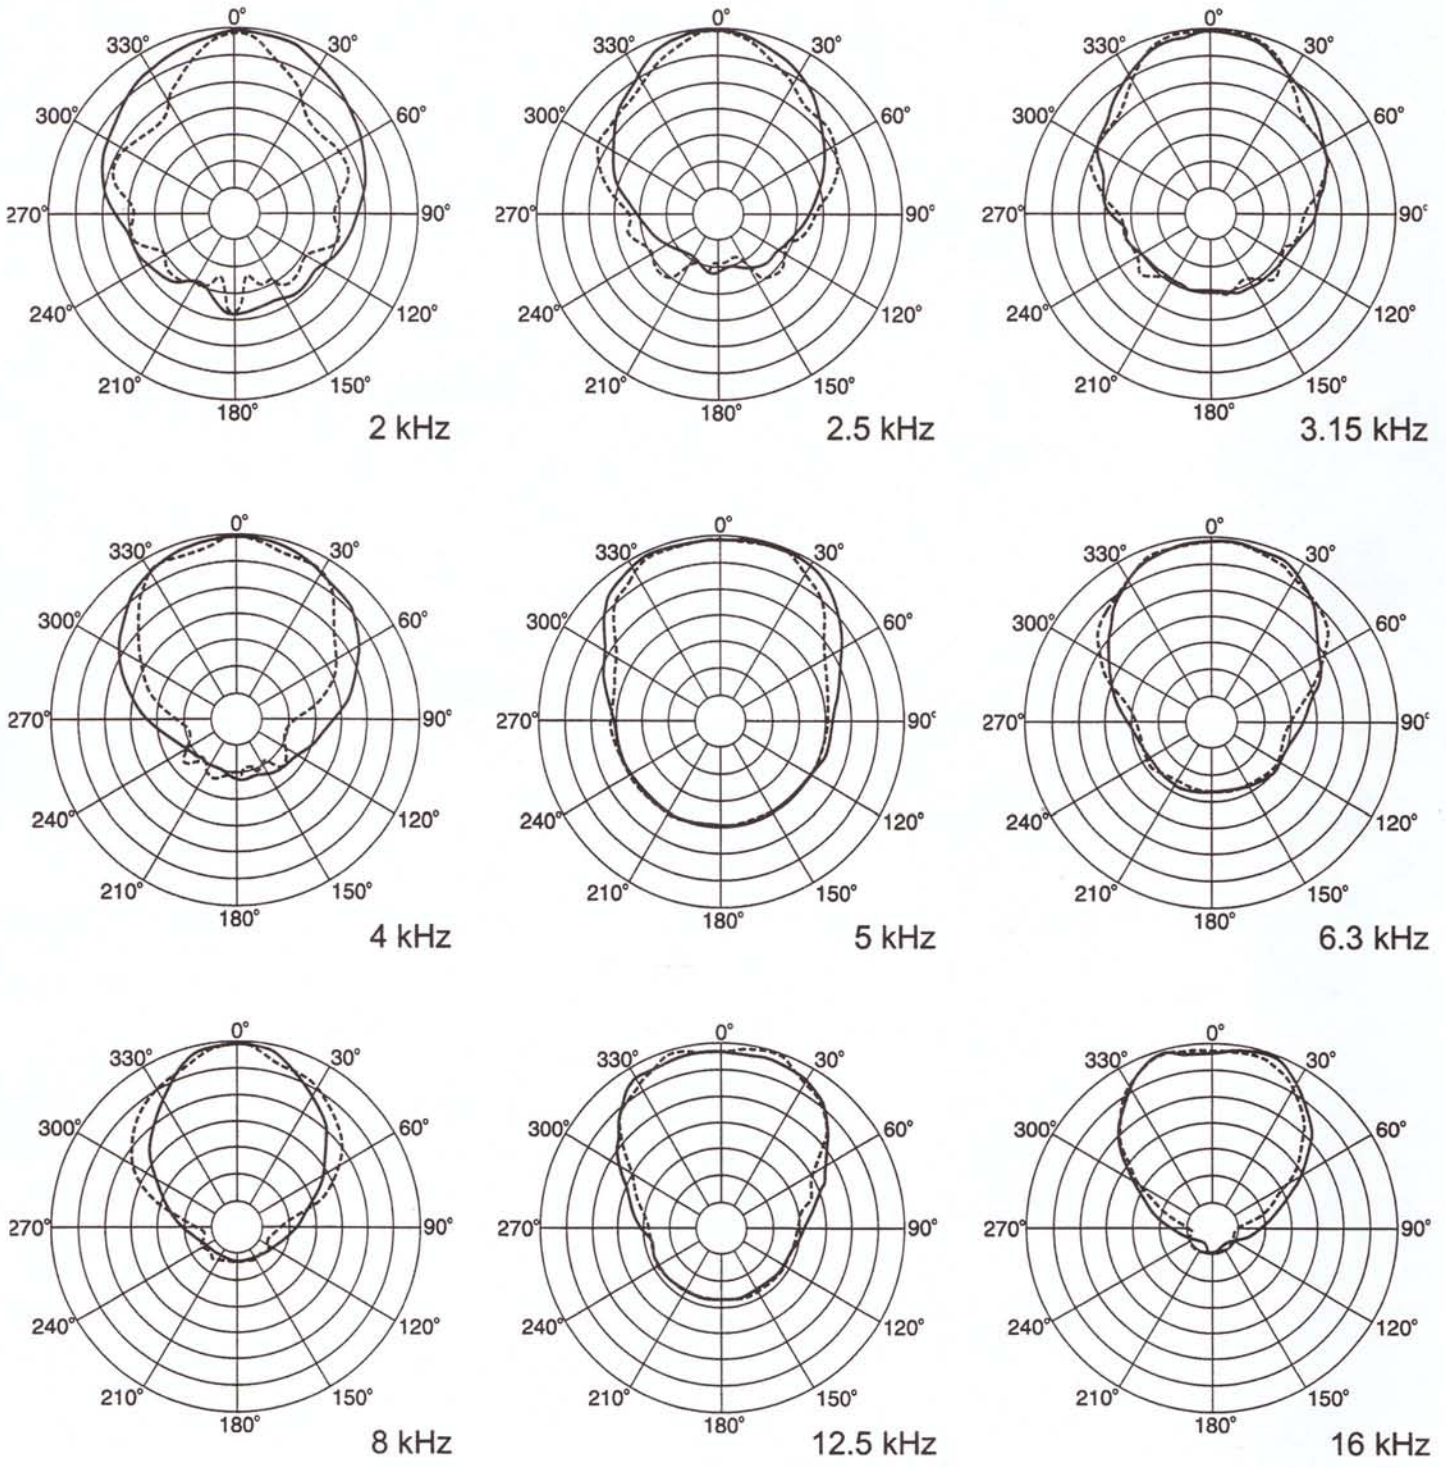 0° 0° 0°
330° 30° 330° 30° 330° 30°
300° 60° 300° 60° 300° 60°
270° 90° 270° 90° 270° 90°
240° 120° 240° 120° 240° 120°
210° 150° 210° 150° 210° 150°
180° 180° 180°
2 kHz 2.5 kHz 3.15 kHz
0° 0° 0°
330° 30° 330° 30° 330° 30°
300° 60° 300° 60° 300° 60°
270° 90° 270° 90° 270° 90°
240° 120° 240° 120° 240° 120°
210° 150° 210° 150° 210° 150°
180° 180° 180°
4 kHz 5 kHz 6.3 kHz
0° 0° 0°
330° 30° 330° 30° 330° 30°
300° 60° 300° 60° 300° 60°
270° 90° 270° 90° 270° 90°
240° 120° 240° 120° 240° 120°
210° 150° 210° 150° 210° 150°
180° 180° 180°
8 kHz 12.5 kHz 16 kHz